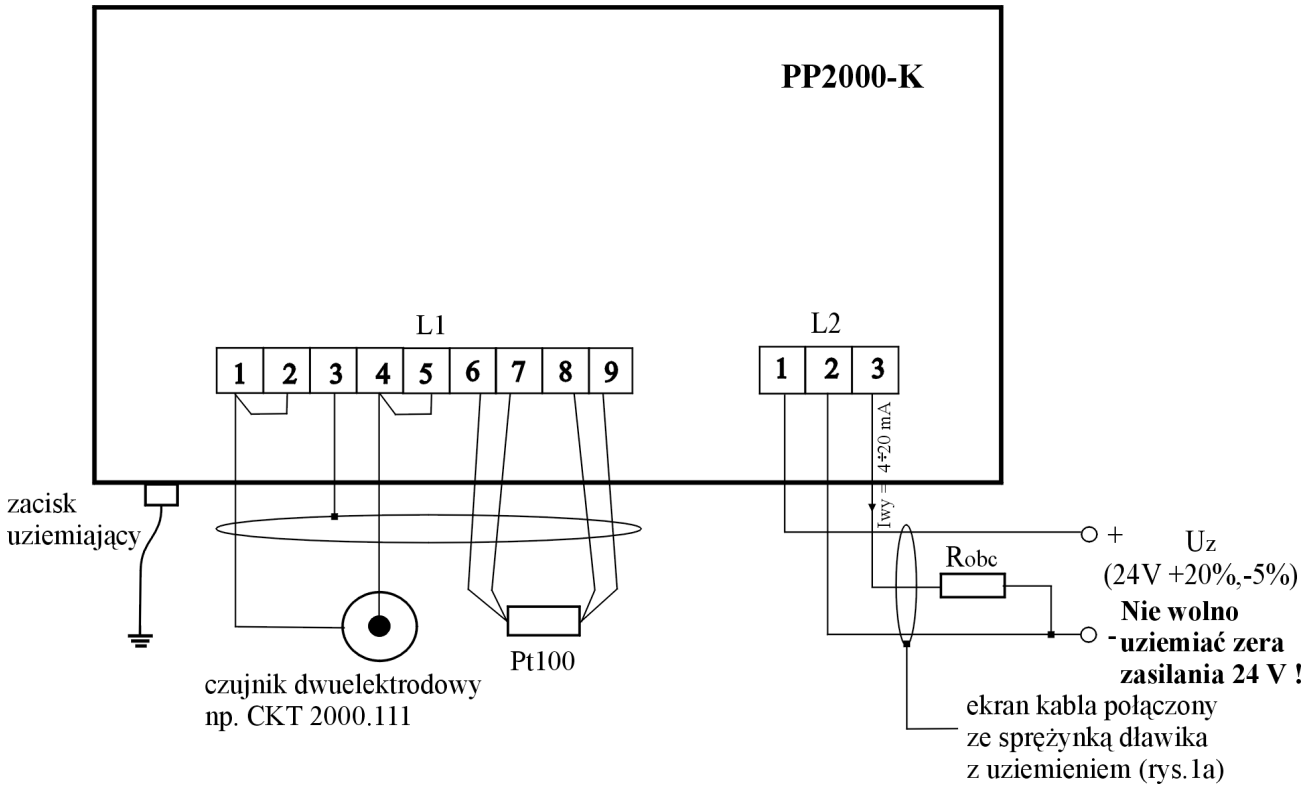 PP2000-K
L1
L2
1 2 3 4 5 6 7 8 9
1 2 3
Iwy = 4÷20 mA
zacisk
uziemiający
+
Uz
(24V +20%,-5%)
Robc
-
Nie wolno
uziemiać zera
zasilania 24 V !
Pt100
czujnik dwuelektrodowy
np. CKT 2000.111
ekran kabla połączony
ze sprężynką dławika
z uziemieniem (rys.1a)